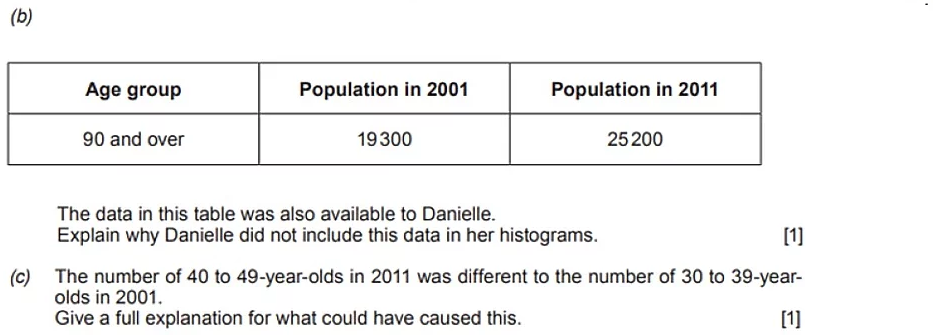 (b)
Age group Population in 2001 Population in 2011
90 and over 19300 25200
The data in this table was also available to Danielle.
Explain why Danielle did not include this data in her histograms. [1]
(c) The number of 40 to 49-year-olds in 2011 was different to the number of 30 to 39-year-
olds in 2001.
Give a full explanation for what could have caused this. [1]